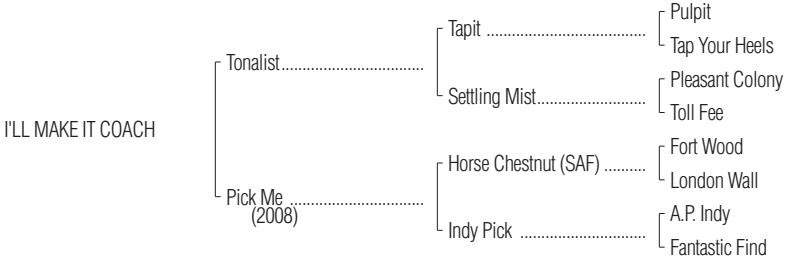 Pulpit
Tapit ......................................
Tap Your Heels
Tonalist..................................
Pleasant Colony
Settling Mist..........................
Toll Fee
I'LL MAKE IT COACH
Fort Wood
Horse Chestnut (SAF) ..........
London Wall
Pick Me ................................
(2008)
A.P. Indy
Indy Pick ..............................
Fantastic Find